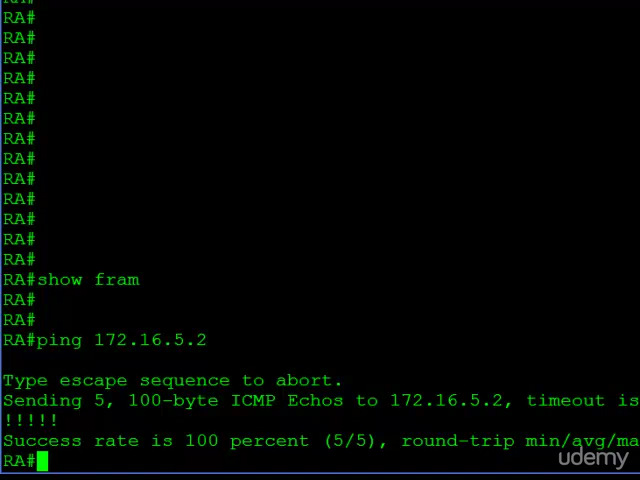 RA#
RA#
RA#
RA#
RA#
RA#
RA#
RA#
RA#
RA#
RA#
RA#
RA#
RA#
RA#show fram
RA#
RA#
RA#ping 172.16.5.2
Type escape sequence to abort.
Sending 5, 100-byte ICMP Echos to 172.16.5.2, timeout is
!!!!!
Success rate is 100 percent (5/5), round-trip min/avg/ma
RA#
udemy